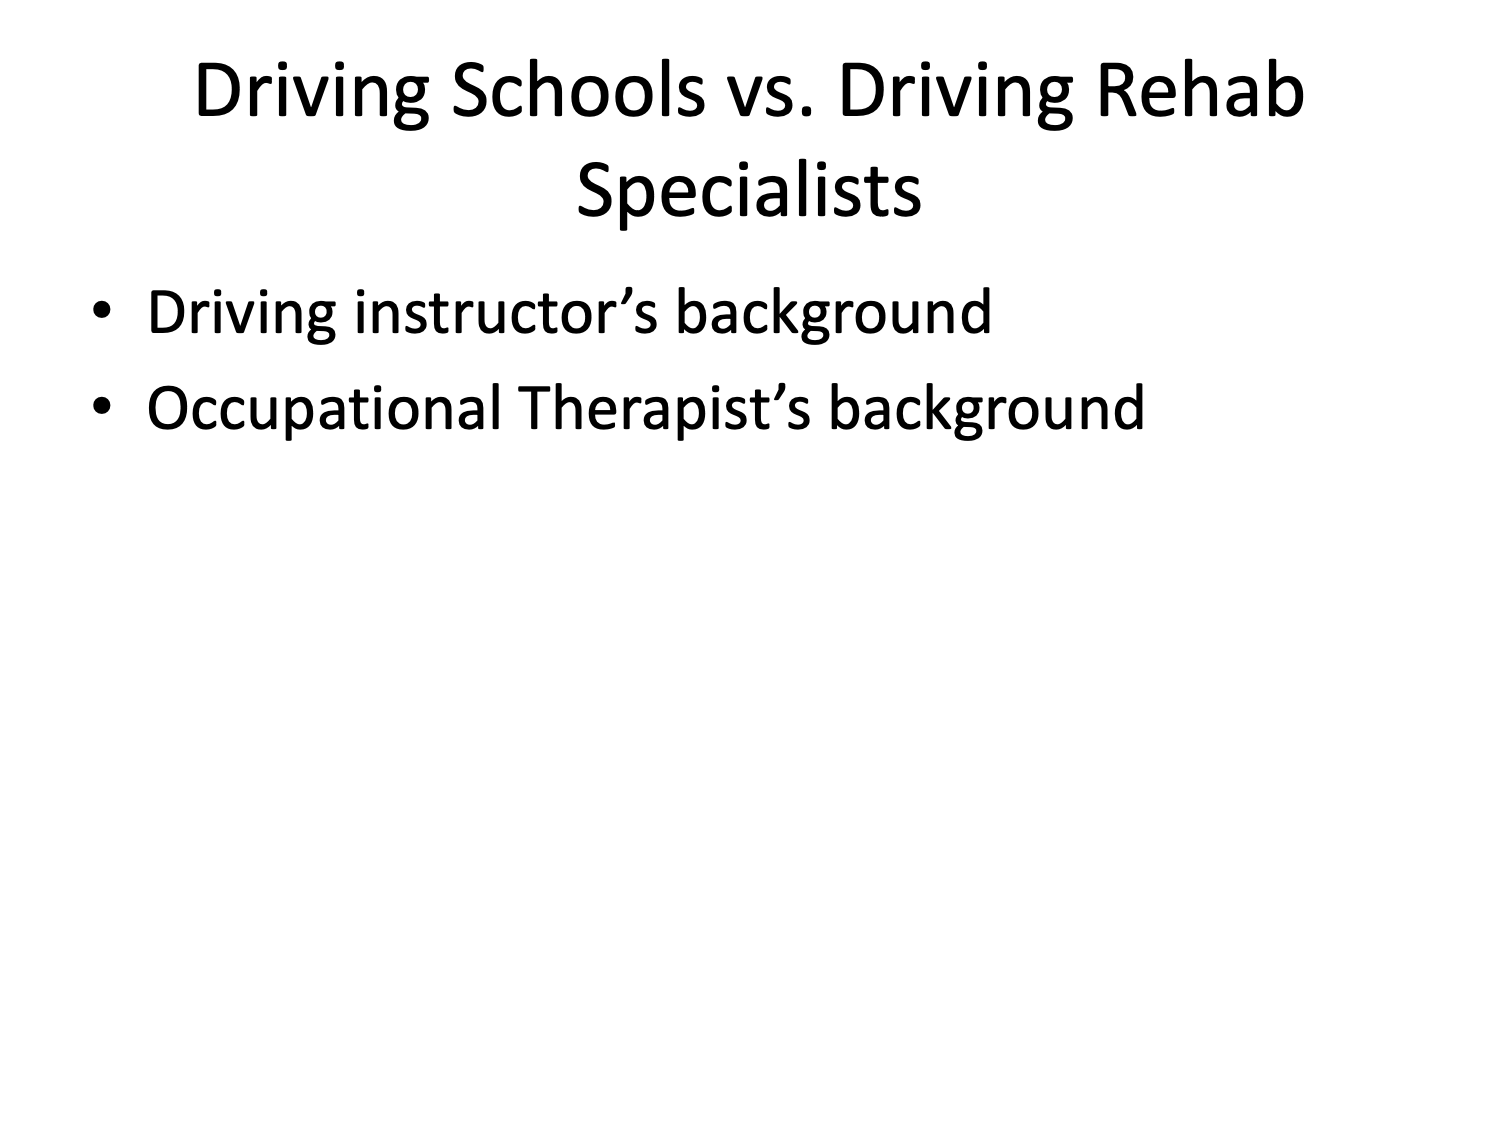 Driving Schools vs. Driving Rehab
Specialists
• Driving instructor’s background
• Occupational Therapist’s background